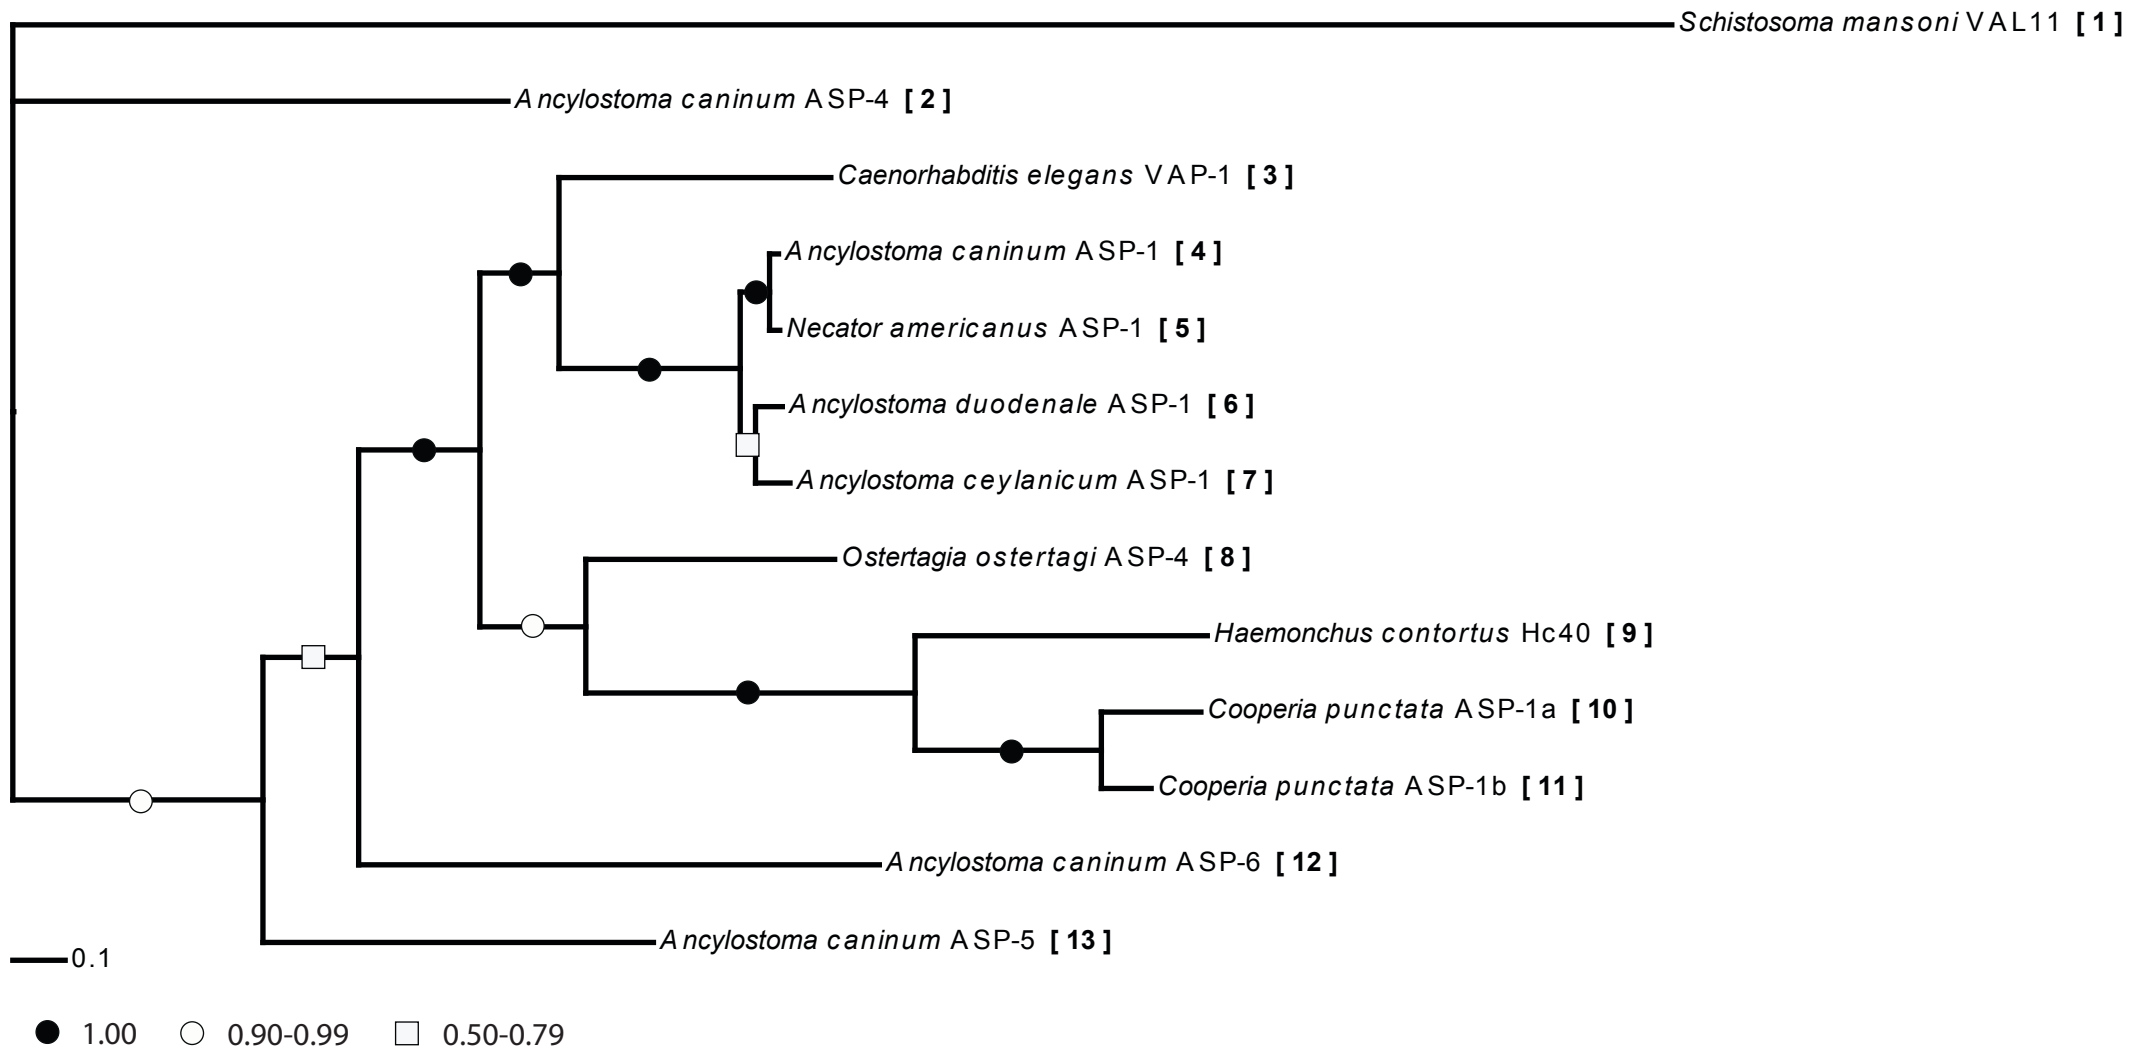 Schistosoma mansoni VAL11 [ 1 ]
Ancylostoma caninum ASP-4 [ 2 ]
Caenorhabditis elegans VAP-1 [ 3 ]
Ancylostoma caninum ASP-1 [ 4 ]
Necator americanus ASP-1 [ 5 ]
Ancylostoma duodenale ASP-1 [ 6 ]
Ancylostoma ceylanicum ASP-1 [ 7 ]
Ostertagia ostertagi ASP-4 [ 8 ]
Haemonchus contortus Hc40 [ 9 ]
Cooperia punctata ASP-1a [ 10 ]
Cooperia punctata ASP-1b [ 11 ]
Ancylostoma caninum ASP-6 [ 12 ]
Ancylostoma caninum ASP-5 [ 13 ]
0.1
1.00 0.90-0.99 0.50-0.79